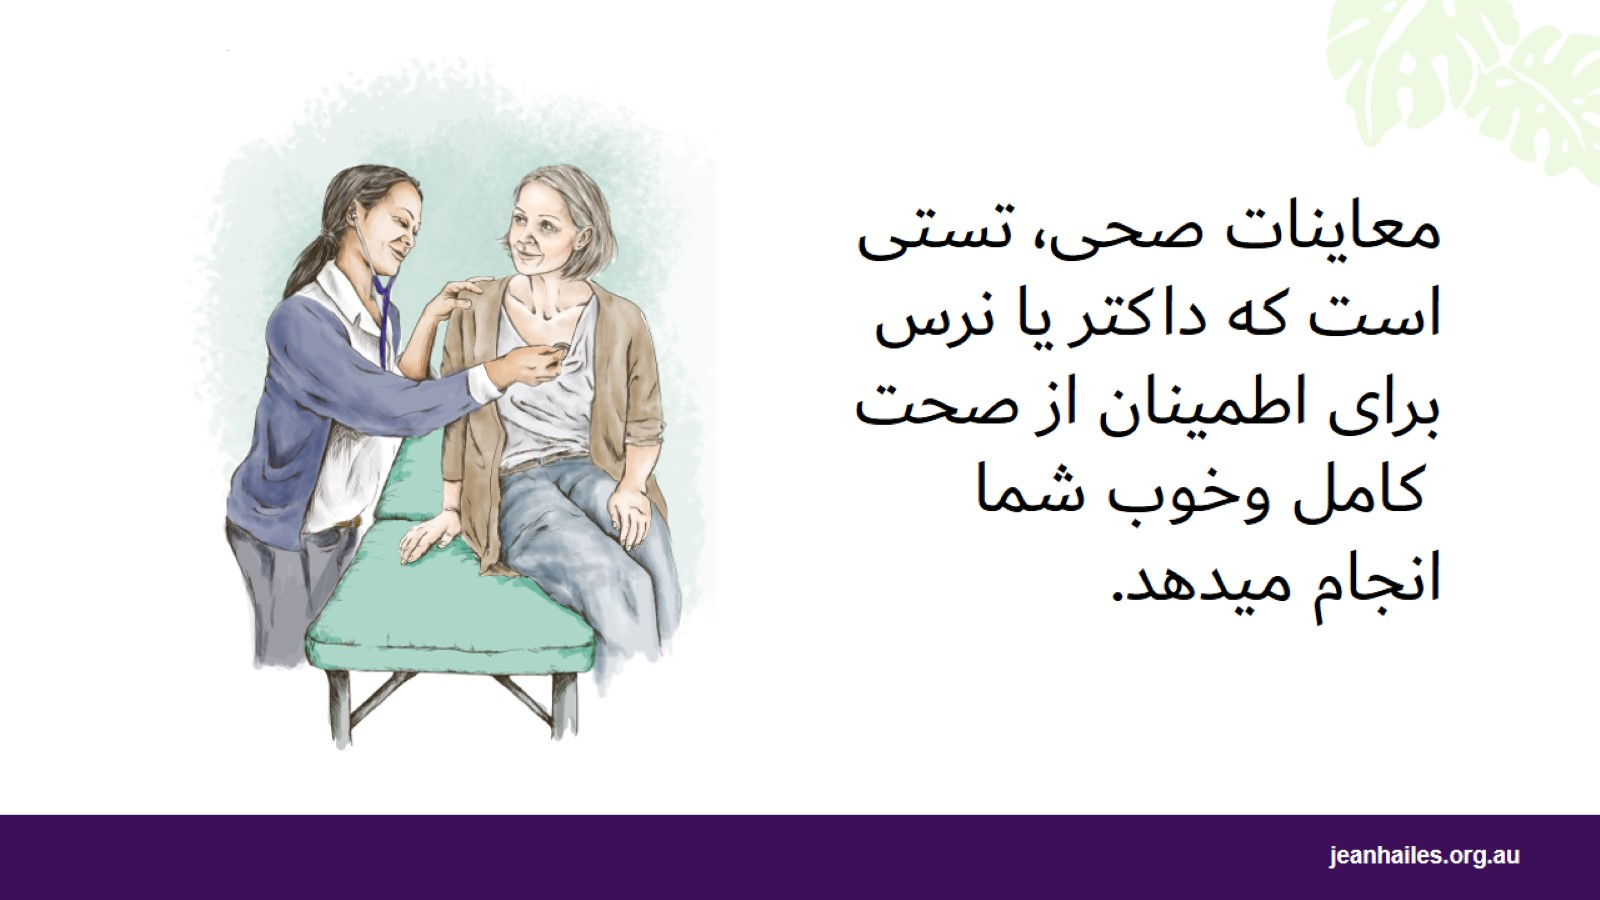 معاینات صحی، تستی
است که داکتر یا نرس
برای اطمینان از صحت
کامل وخوب شما
انجام میدهد.
jeanhailes.org.au